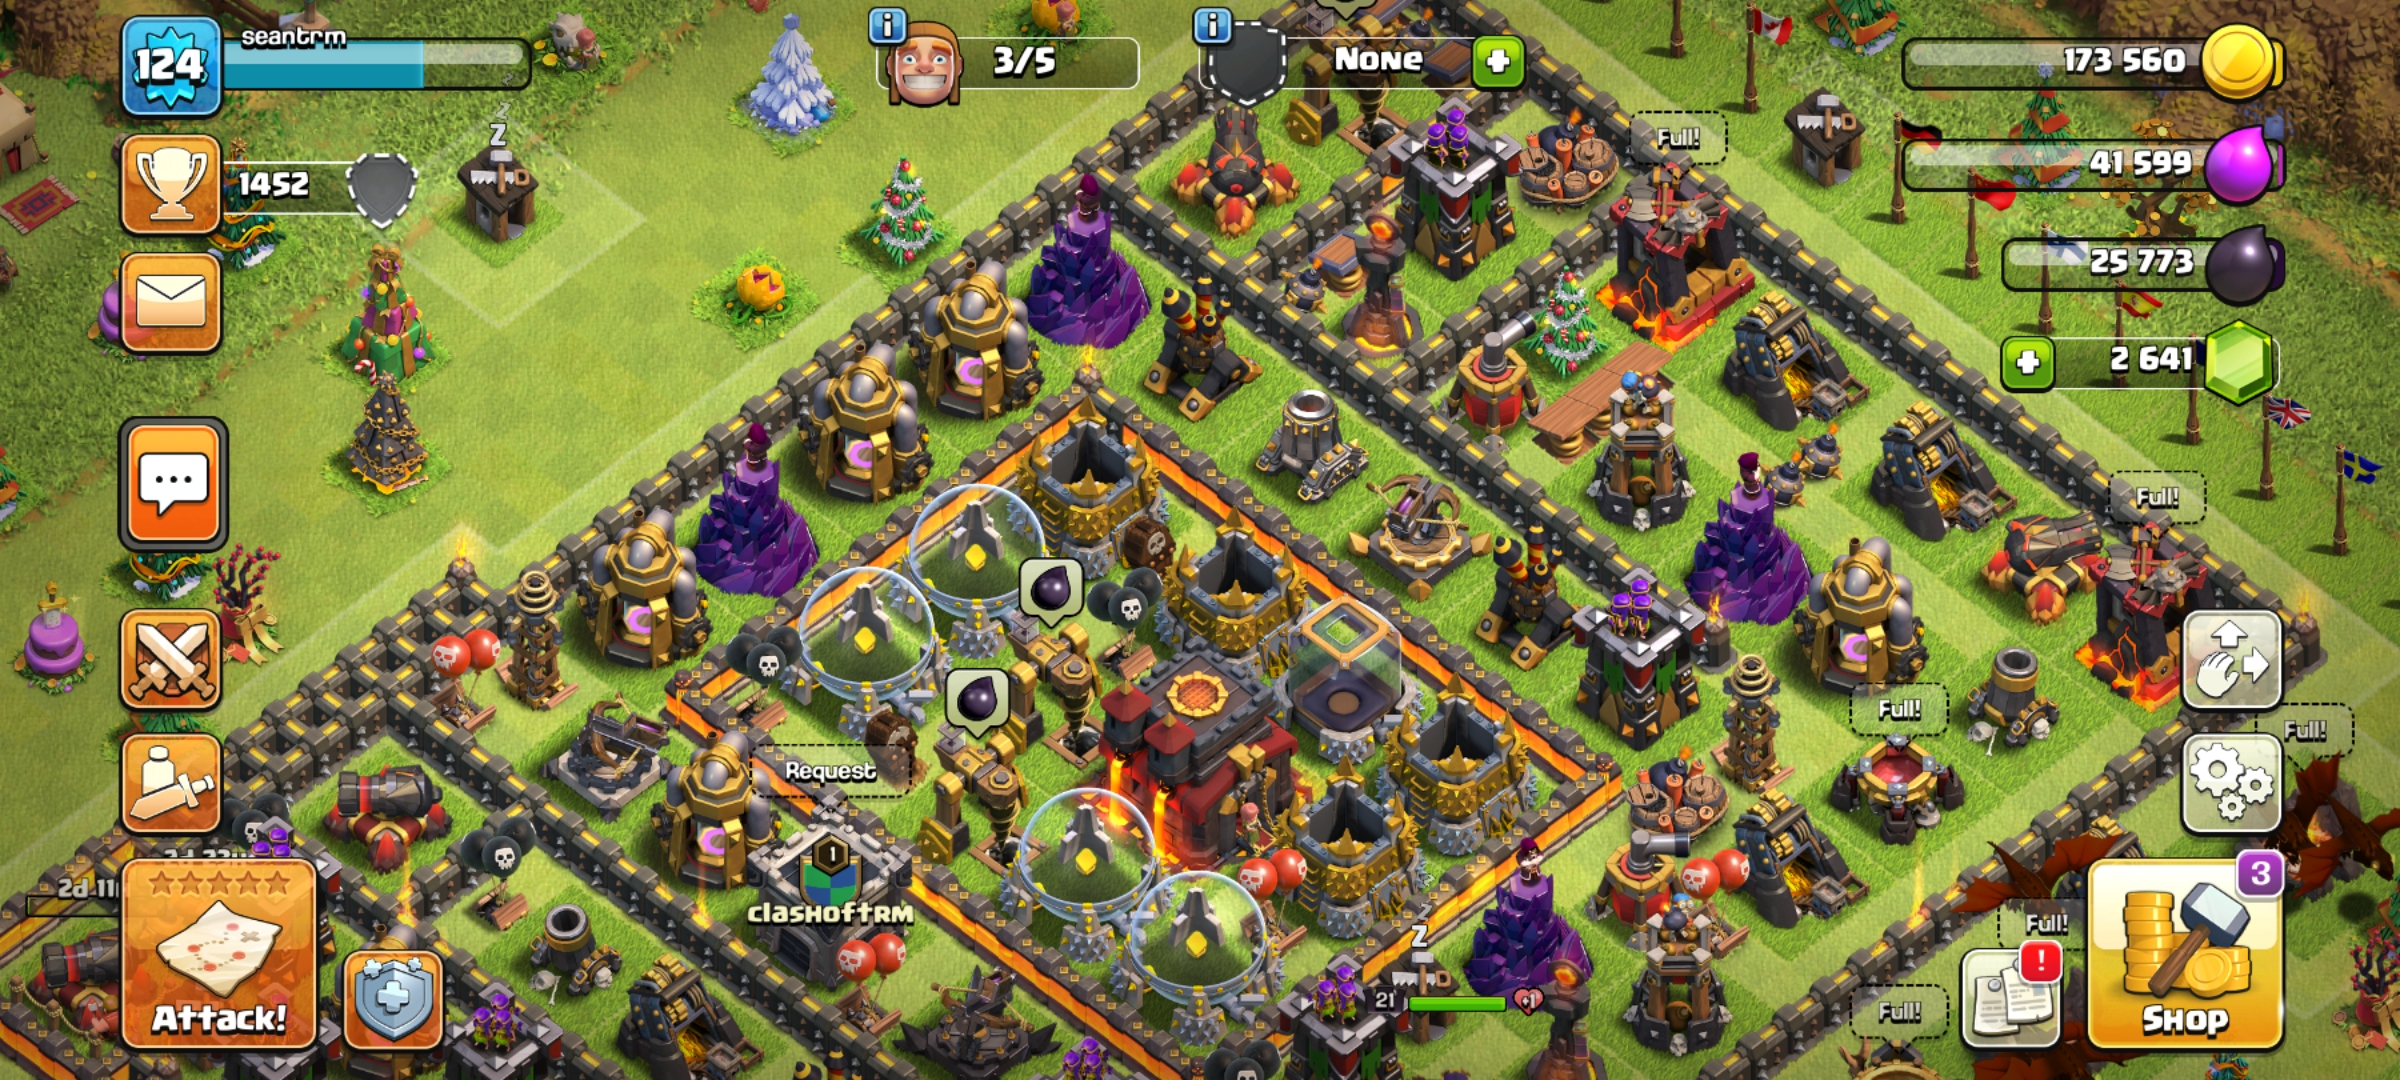 124
seantrm
3/5
None
173 560
1452
Full!
41 599
25 773
2 641
Z
Full!
Full!
Full!
Request
1
clashoftRM
2d 11
Z
21
+1
Full!
Full!
3
!
Attack!
Shop